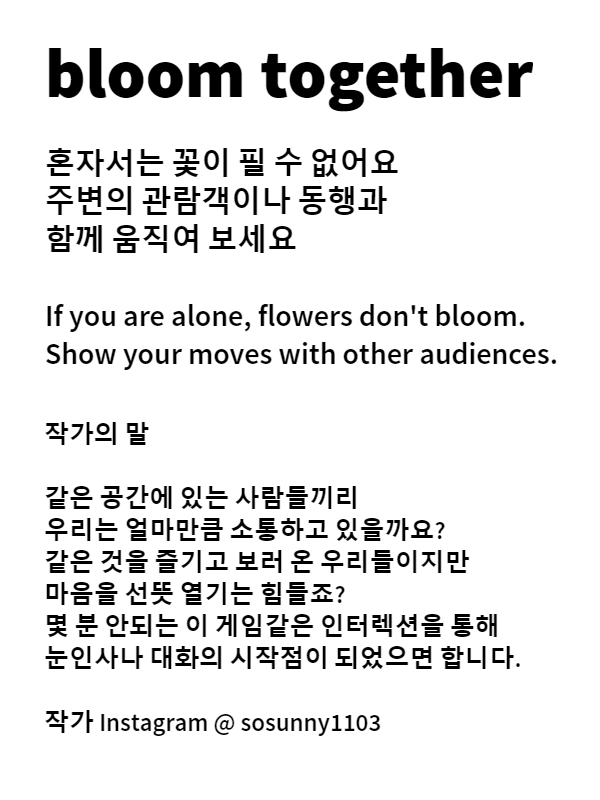 bloom together
혼자서는 꽃이 필 수 없어요
주변의 관람객이나 동행과
함께 움직여 보세요
If you are alone, flowers don't bloom.
Show your moves with other audiences.
작가의 말
같은 공간에 있는 사람들끼리
우리는 얼마만큼 소통하고 있을까요?
같은 것을 즐기고 보러 온 우리들이지만
마음을 선뜻 열기는 힘들죠?
몇 분 안되는 이 게임같은 인터렉션을 통해
눈인사나 대화의 시작점이 되었으면 합니다.
작가 Instagram @ sosunny1103